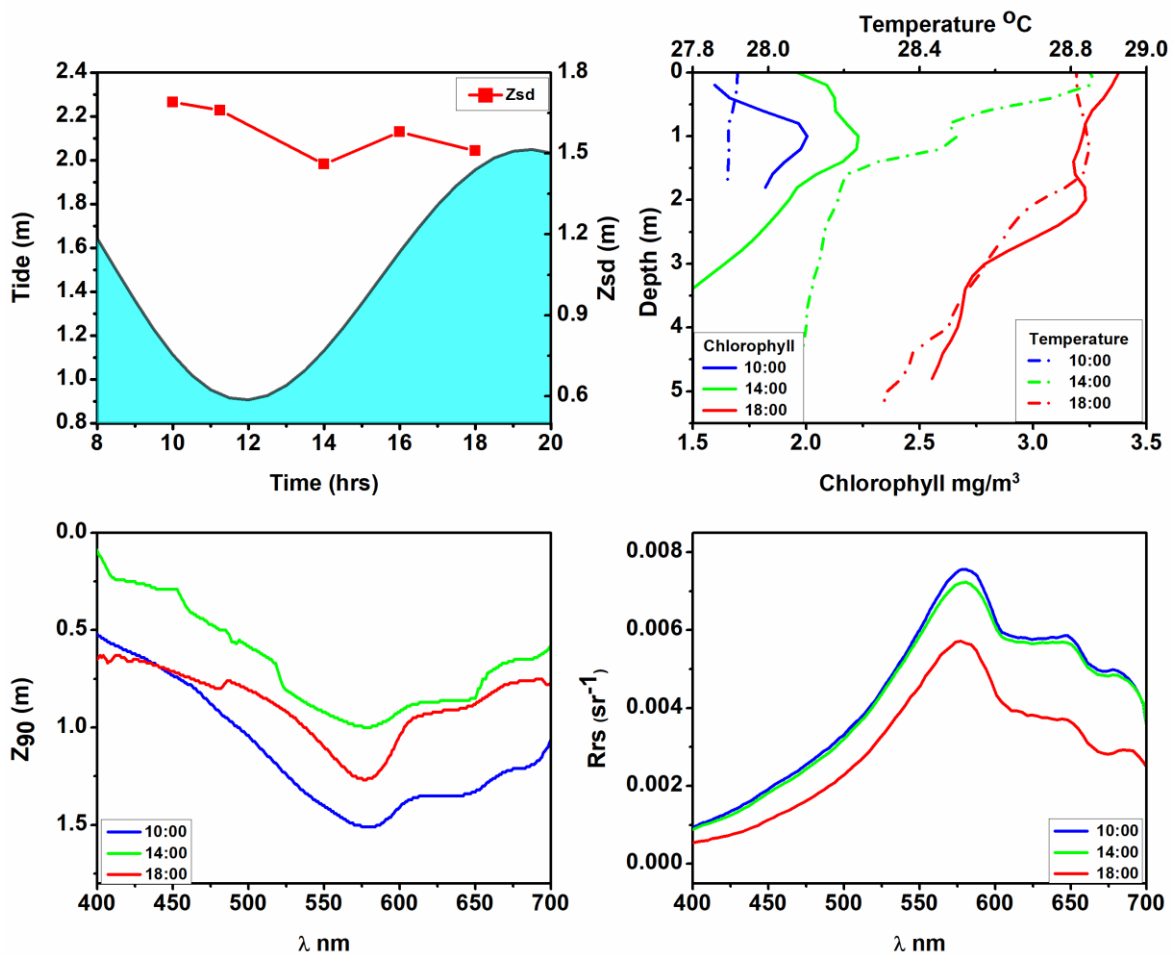 2.4
2.2
2.0
1.8
1.6
1.4
1.2
1.0
0.8
Tide (m)
Zsd
1.8
1.5
1.2
0.9
0.6
Zsd (m)
8 10 12 14 16 18 20
Time (hrs)
Temperature ᴼC
27.8 28.0 28.4 28.8 29.0
0
1
2
3
4
5
Depth (m)
Chlorophyll
10:00
14:00
18:00
Temperature
10:00
14:00
18:00
1.5 2.0 2.5 3.0 3.5
Chlorophyll mg/m³
0.0
0.5
1.0
1.5
Z90 (m)
10:00
14:00
18:00
400 450 500 550 600 650 700
λ nm
0.008
0.006
0.004
0.002
0.000
Rrs (sr⁻¹)
10:00
14:00
18:00
400 450 500 550 600 650 700
λ nm